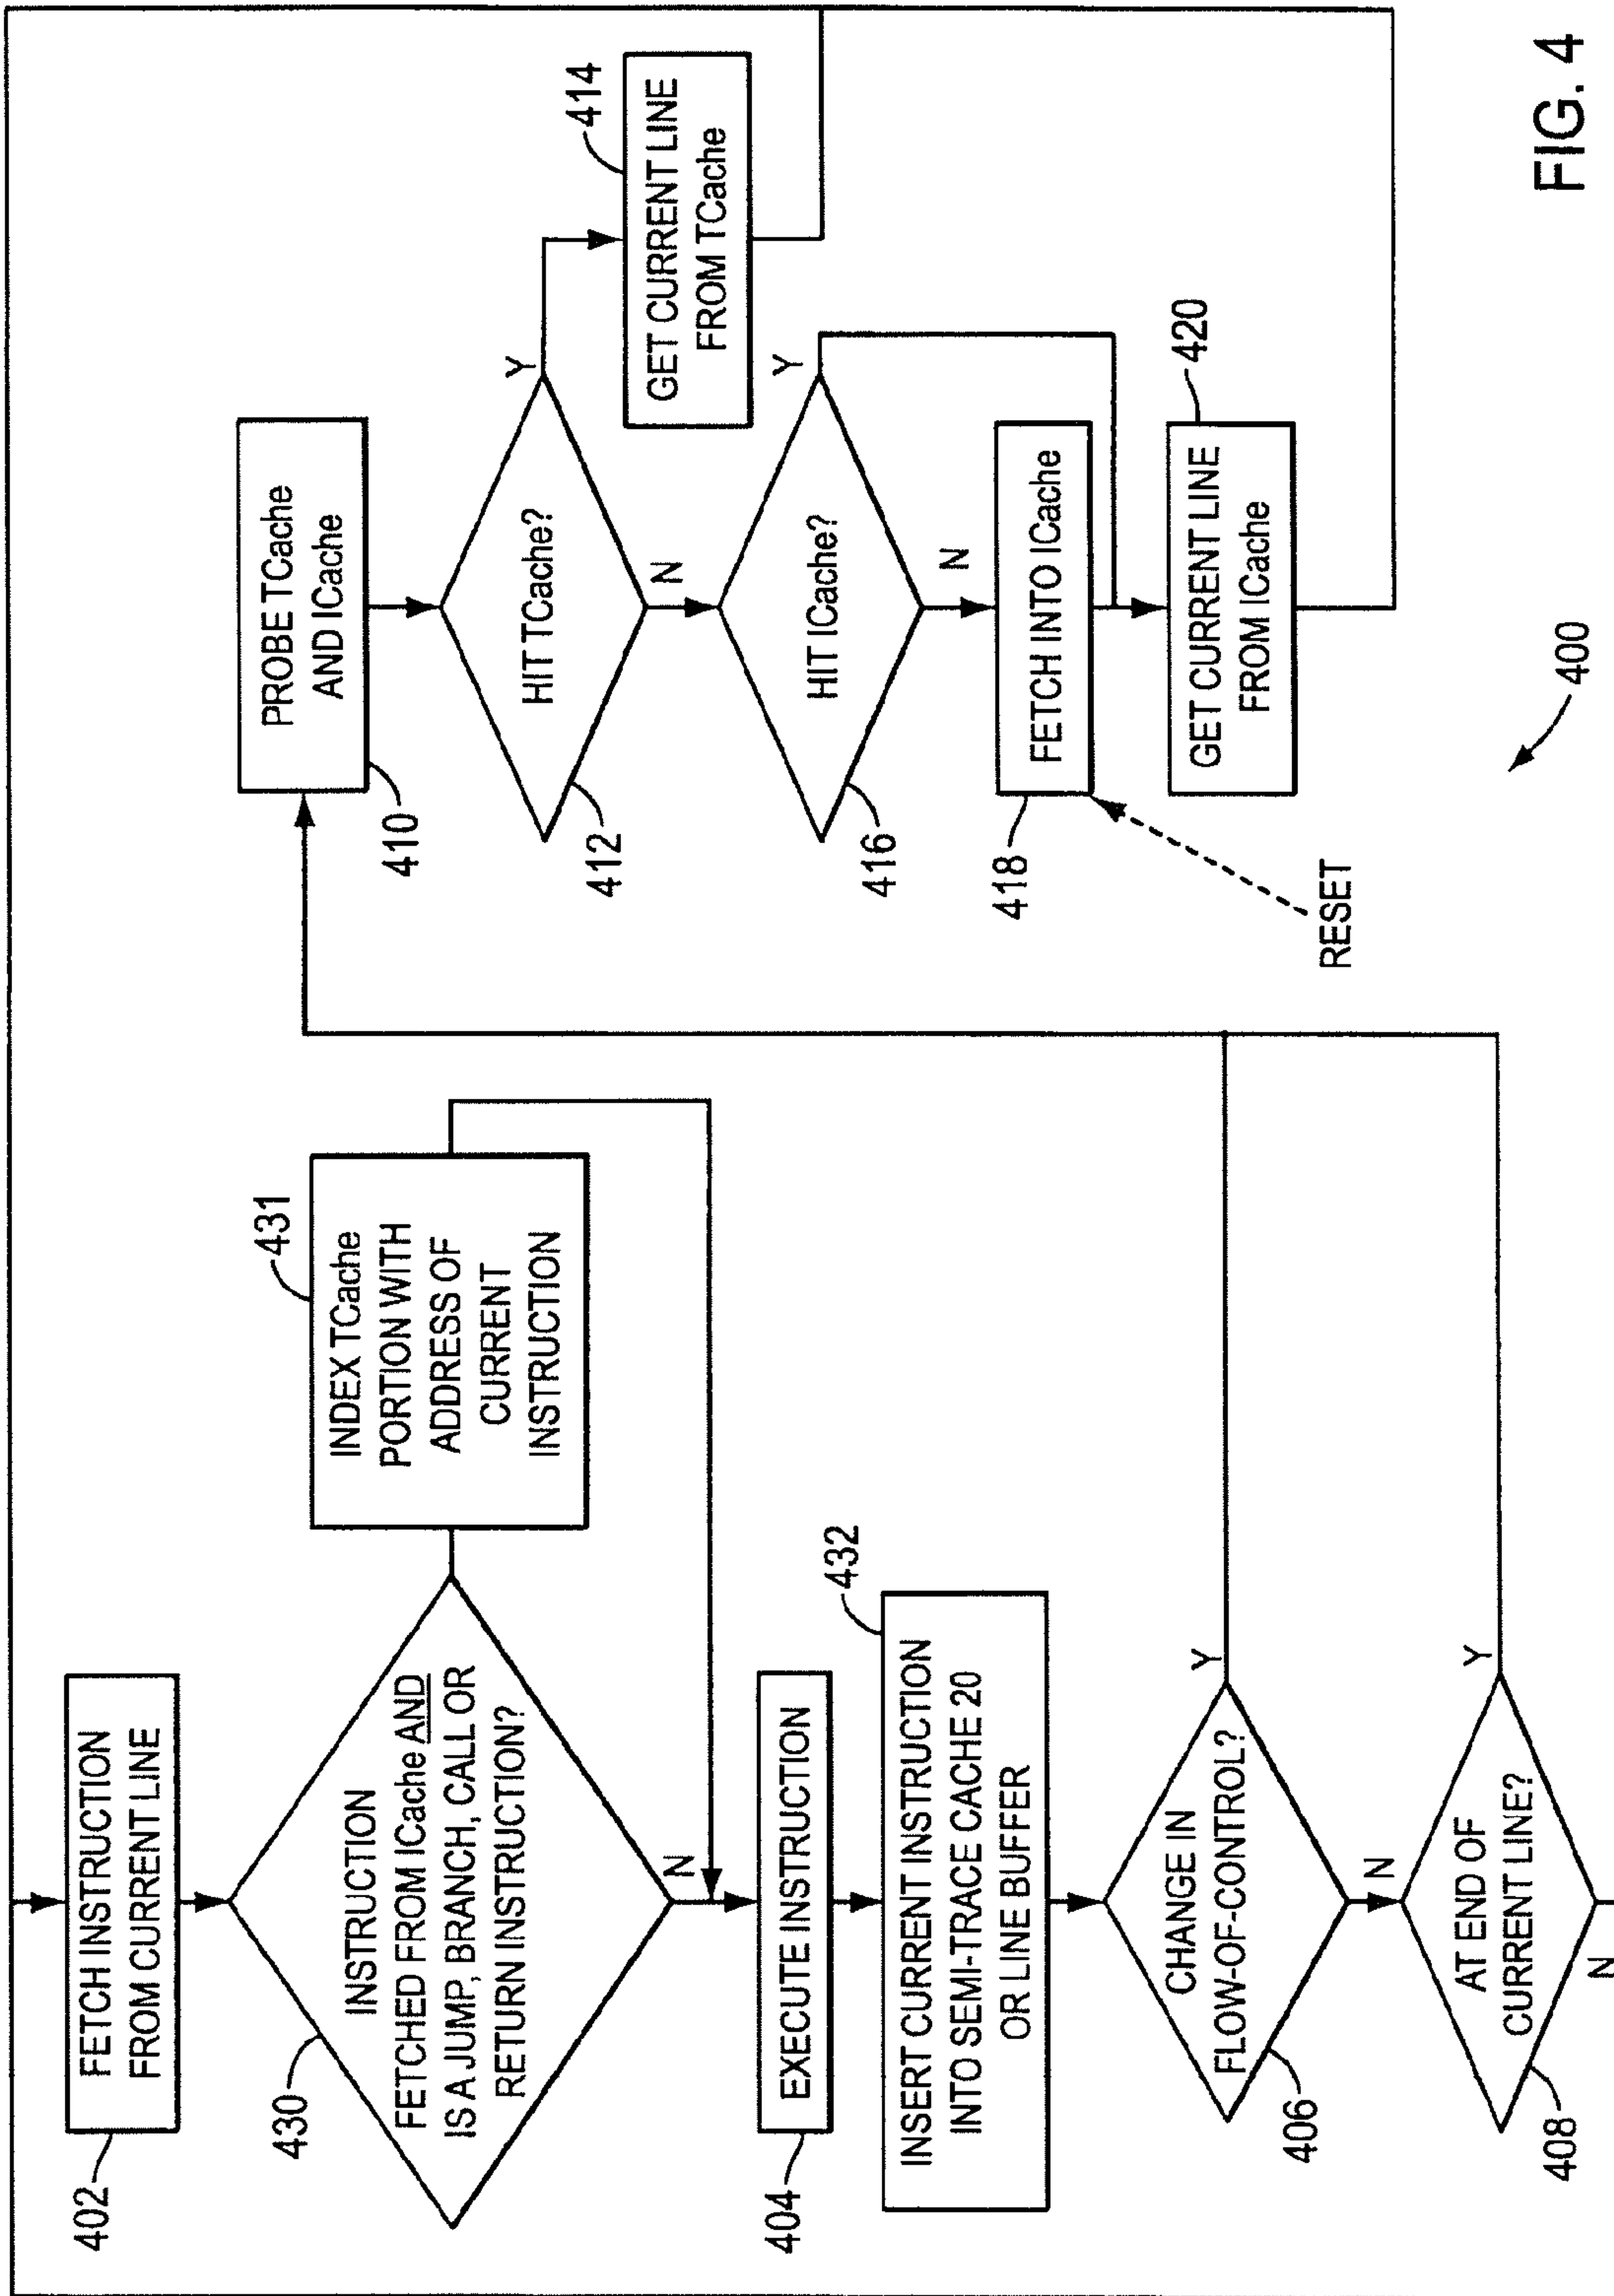 402
FETCH INSTRUCTION
FROM CURRENT LINE
430
INSTRUCTION
FETCHED FROM ICache AND
IS A JUMP, BRANCH, CALL OR
RETURN INSTRUCTION?
N
431
INDEX TCache
PORTION WITH
ADDRESS OF
CURRENT
INSTRUCTION
404
EXECUTE INSTRUCTION
432
INSERT CURRENT INSTRUCTION
INTO SEMI-TRACE CACHE 20
OR LINE BUFFER
406
CHANGE IN
FLOW-OF-CONTROL?
Y
N
408
AT END OF
CURRENT LINE?
Y
N
410
PROBE TCache
AND ICache
412
HIT TCache?
Y
N
414
GET CURRENT LINE
FROM TCache
416
HIT ICache?
Y
N
418
FETCH INTO ICache
RESET
420
GET CURRENT LINE
FROM ICache
400
FIG. 4